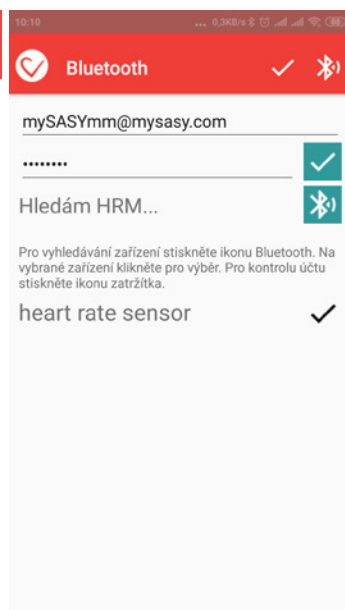 10:10 ... 0,3KB/s
Bluetooth
mySASYmm@mysasy.com
••••••••
Hledám HRM...
Pro vyhledávání zařízení stiskněte ikonu Bluetooth. Na
vybrané zařízení klikněte pro výběr. Pro kontrolu účtu
stiskněte ikonu zatržítka.
heart rate sensor